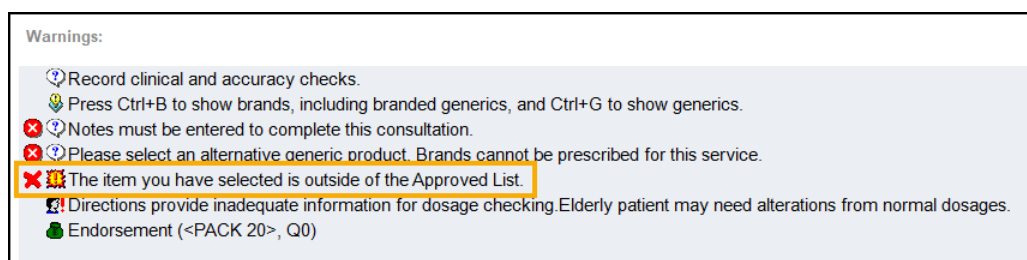 Warnings:
Record clinical and accuracy checks.
Press Ctrl+B to show brands, including branded generics, and Ctrl+G to show generics.
Notes must be entered to complete this consultation.
Please select an alternative generic product. Brands cannot be prescribed for this service.
The item you have selected is outside of the Approved List.
Directions provide inadequate information for dosage checking.Elderly patient may need alterations from normal dosages.
Endorsement (<PACK 20>, Q0)